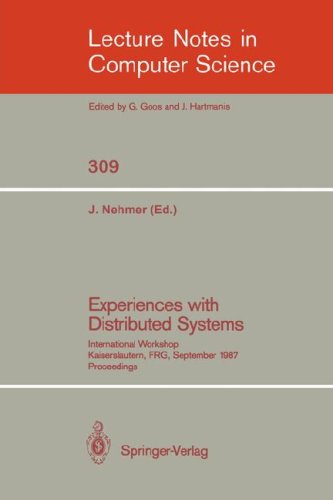 Lecture Notes in
Computer Science
Edited by G. Goos and J. Hartmanis
309
J. Nehmer (Ed.)
Experiences with
Distributed Systems
International Workshop
Kaiserslautern, FRG, September 1987
Proceedings
Springer-Verlag